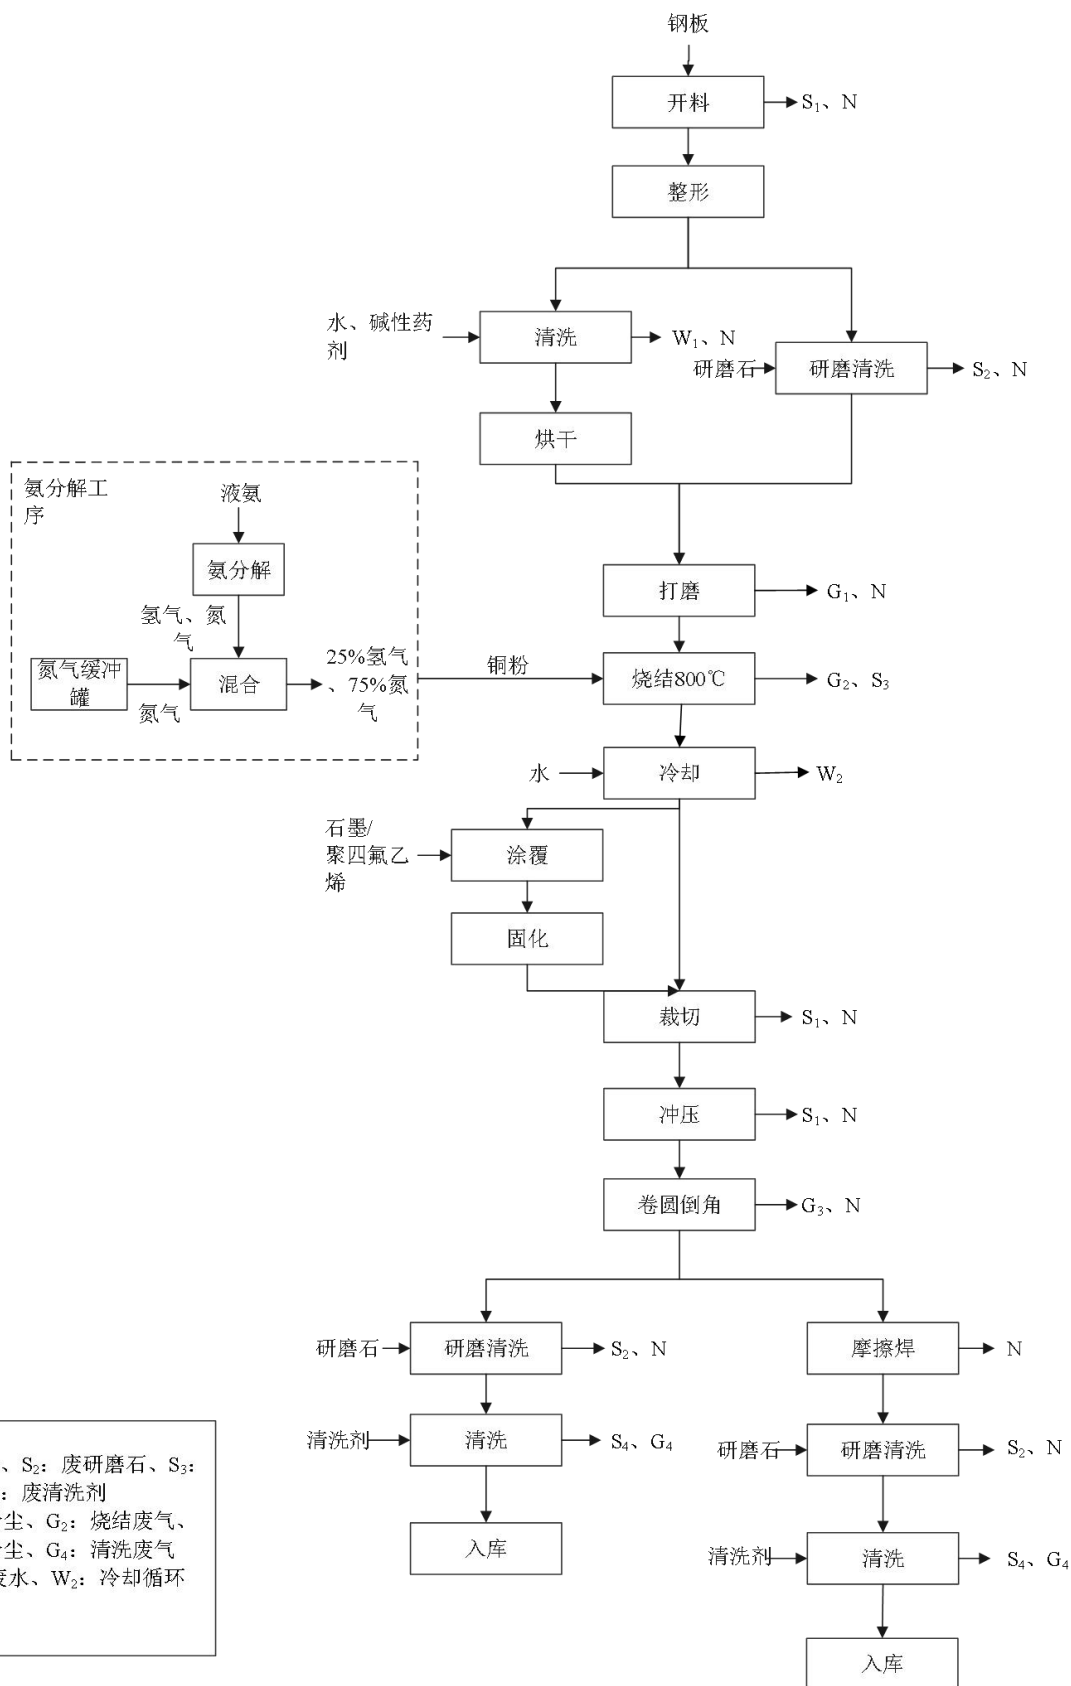 钢板
开料
S₁、N
整形
水、碱性药
剂
清洗
W₁、N
研磨石
研磨清洗
S₂、N
烘干
氨分解工
序
液氨
氨分解
氢气、氮
气
氮气缓冲
罐
氮气
混合
25%氢气
、75%氮
气
铜粉
打磨
G₁、N
烧结800℃
G₂、S₃
水
冷却
W₂
石墨/
聚四氟乙
烯
涂覆
固化
裁切
S₁、N
冲压
S₁、N
卷圆倒角
G₃、N
研磨石
研磨清洗
S₂、N
摩擦焊
N
清洗剂
清洗
S₄、G₄
研磨石
研磨清洗
S₂、N
入库
清洗剂
清洗
S₄、G₄
入库
、S₂：废研磨石、S₃：
：废清洗剂
尘、G₂：烧结废气、
尘、G₄：清洗废气
废水、W₂：冷却循环